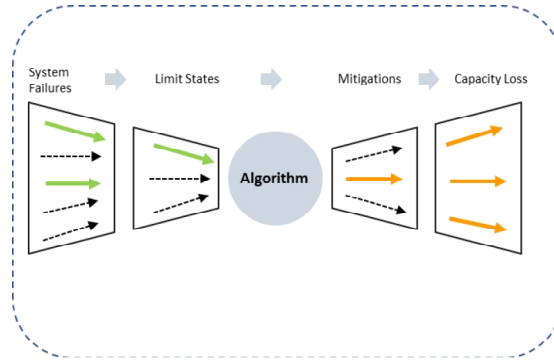 System
Failures
Limit States
Mitigations
Capacity Loss
Algorithm